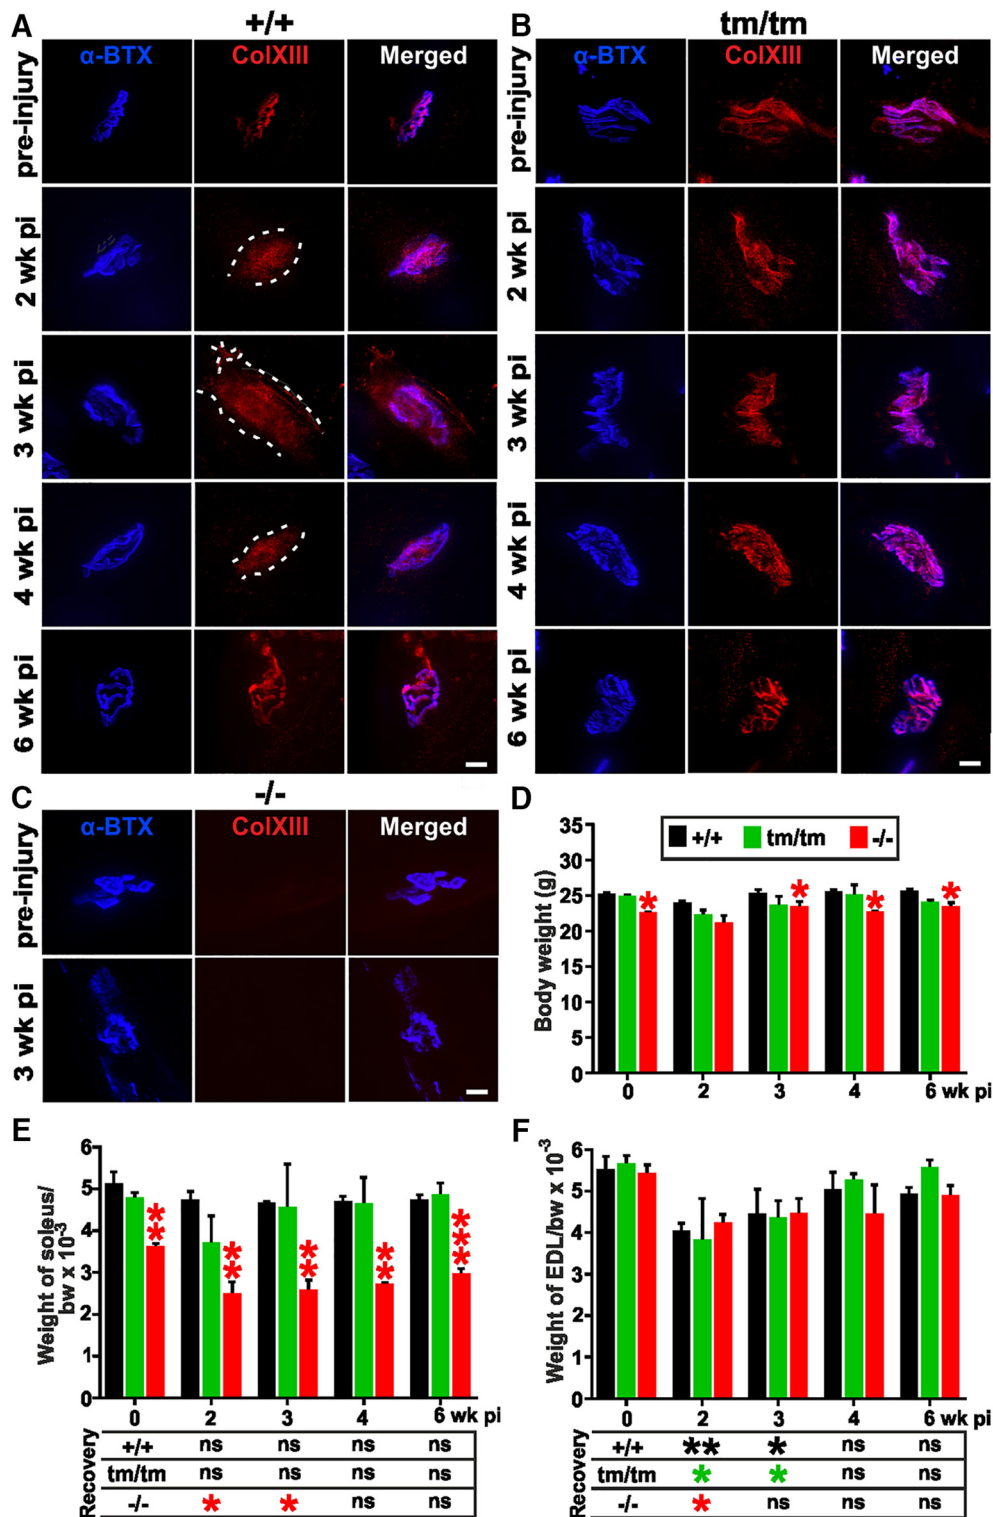 A +/+
α-BTX ColXIII Merged
pre-injury
2 wk pi
3 wk pi
4 wk pi
6 wk pi
B tm/tm
α-BTX ColXIII Merged
pre-injury
2 wk pi
3 wk pi
4 wk pi
6 wk pi
C -/-
α-BTX ColXIII Merged
pre-injury
3 wk pi
D
+/+ tm/tm -/-
Body weight (g)
35
30
25
20
15
10
5
0
* * * *
0 2 3 4 6 wk pi
E
Weight of soleus/
bw x 10⁻³
6
5
4
3
2
1
0
** ** ** ** ***
0 2 3 4 6 wk pi
Recovery
+/+ ns ns ns ns
tm/tm ns ns ns ns
-/- * * ns ns
F
Weight of EDL/bw x 10⁻³
6
5
4
3
2
1
0
0 2 3 4 6 wk pi
Recovery
+/+ ** * ns ns
tm/tm * * ns ns
-/- * ns ns ns